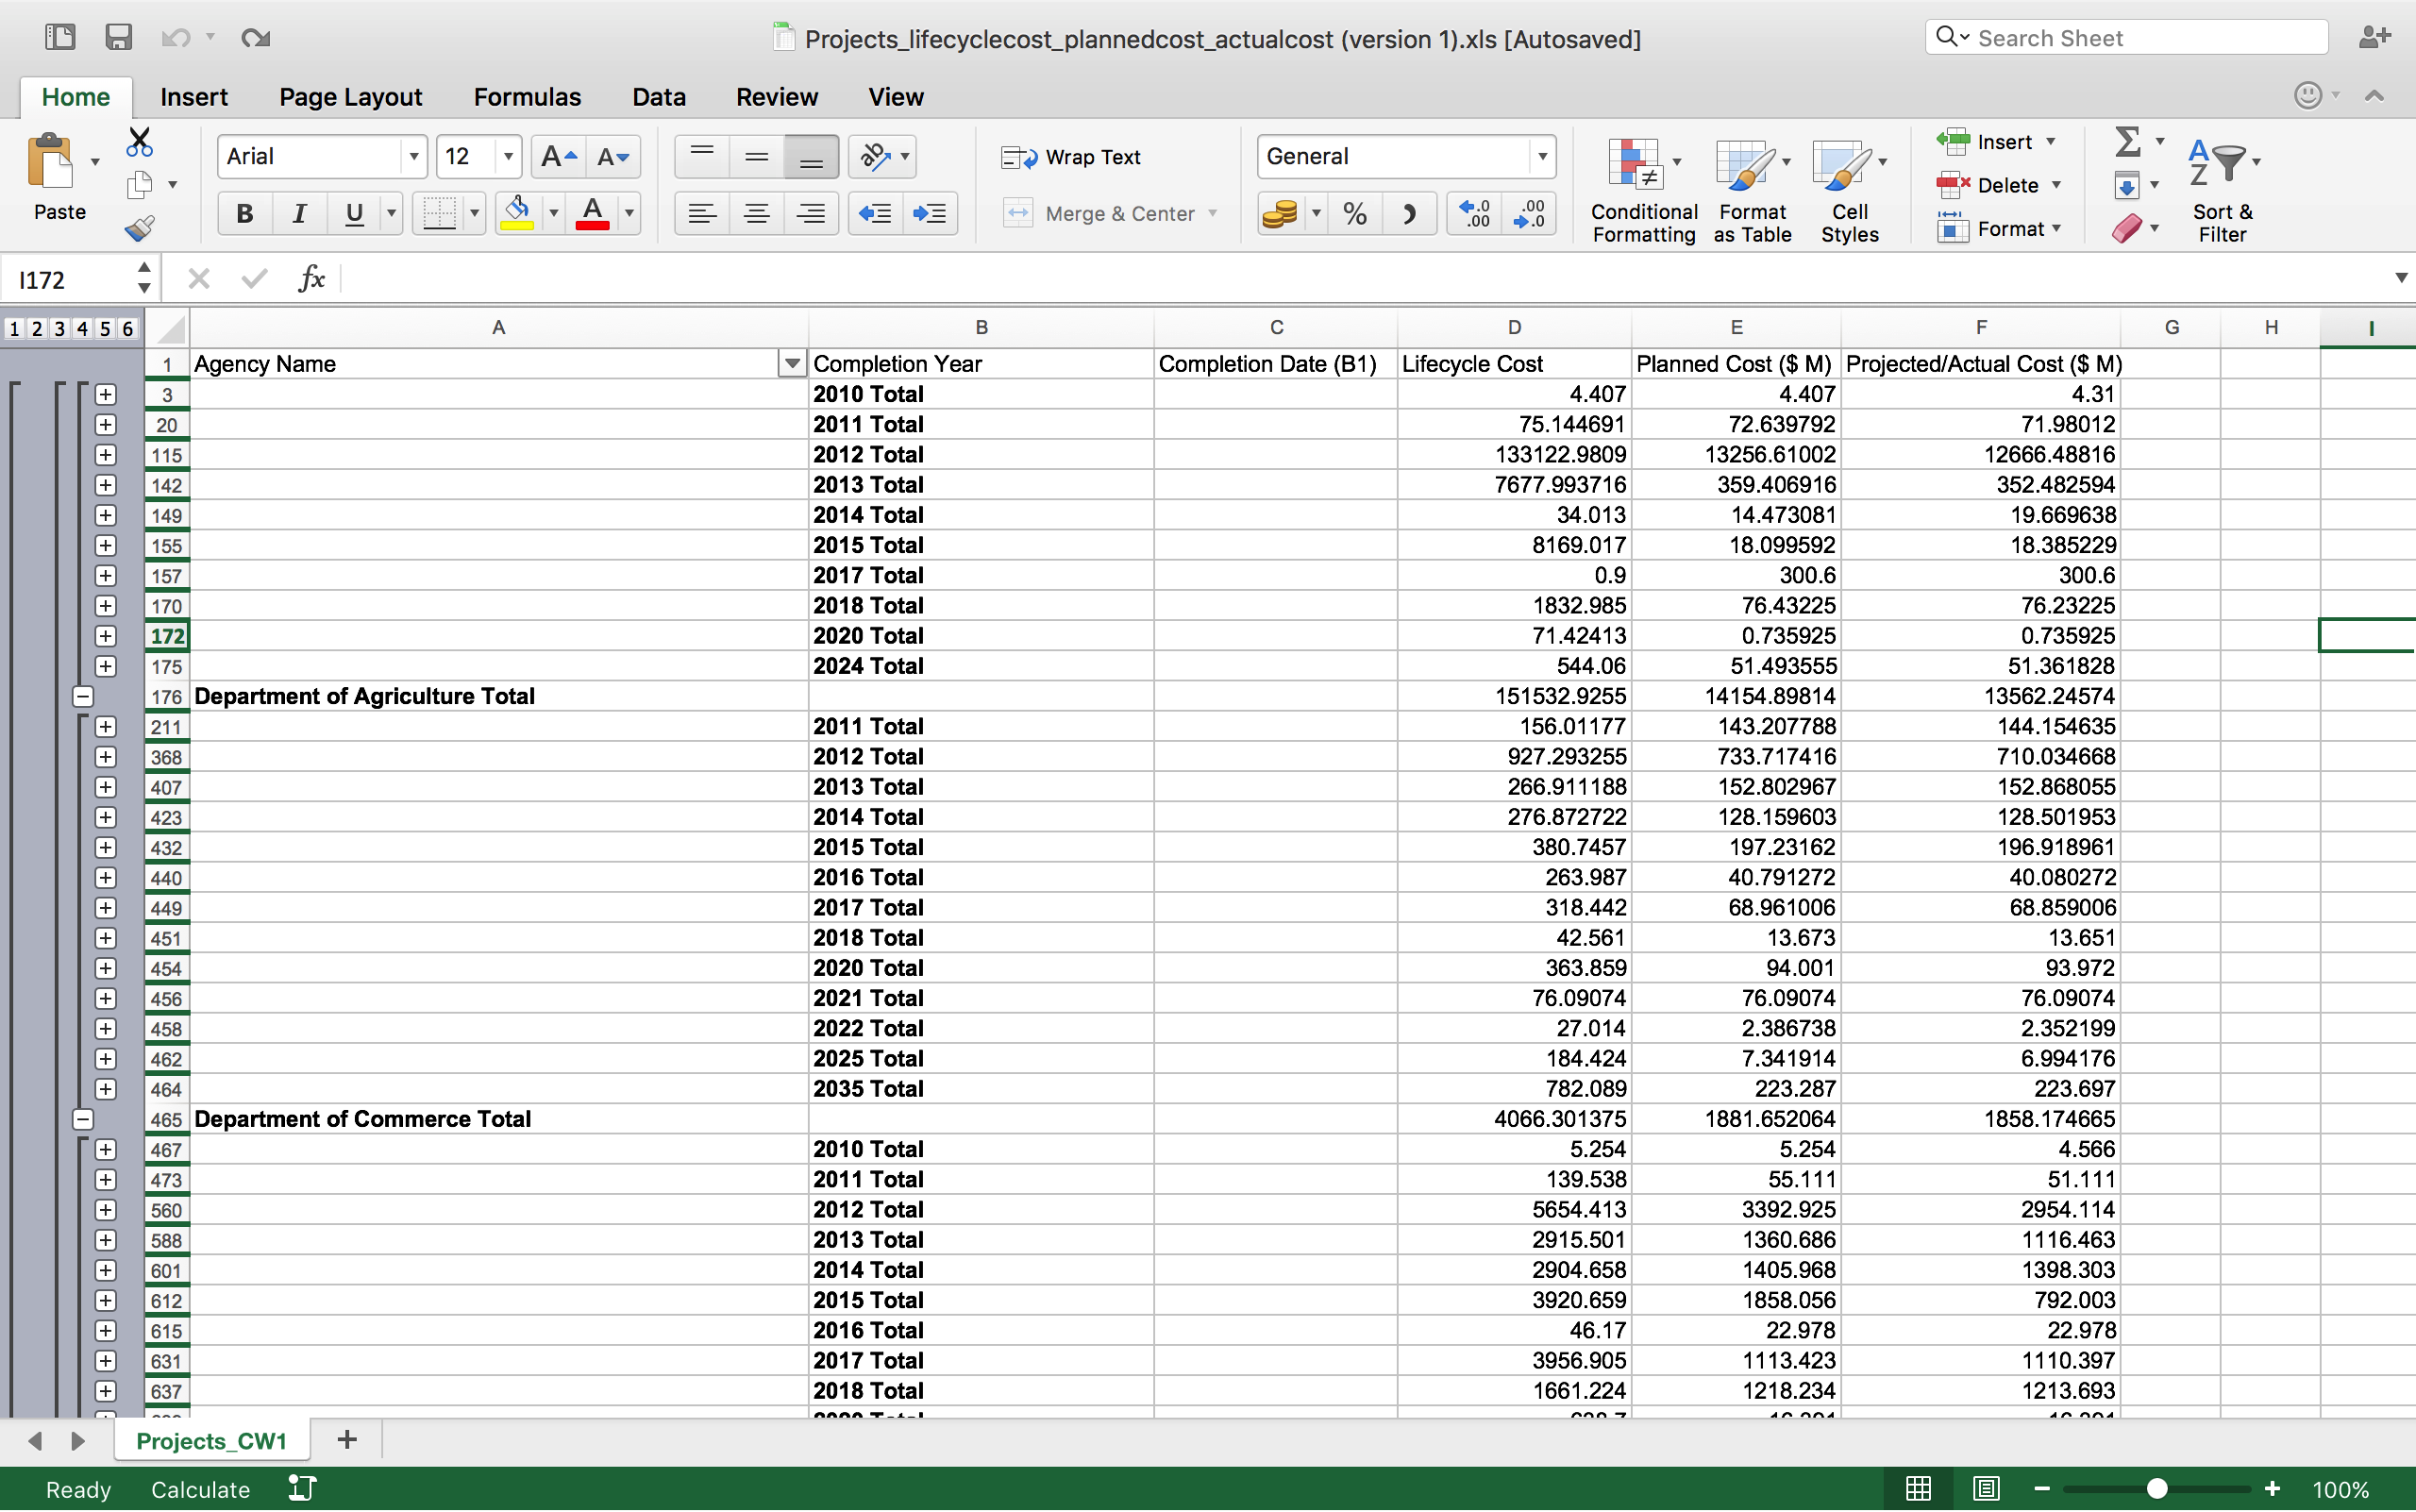 Projects_lifecyclecost_plannedcost_actualcost (version 1).xls [Autosaved]
Search Sheet
Home Insert Page Layout Formulas Data Review View
Paste
Arial 12
Wrap Text
Merge & Center
General
Conditional Formatting
Format as Table
Cell Styles
Insert
Delete
Format
Sort & Filter
I172 fx
1 2 3 4 5 6 A B C D E F G H I
1 Agency Name Completion Year Completion Date (B1) Lifecycle Cost Planned Cost ($ M) Projected/Actual Cost ($ M)
3 2010 Total 4.407 4.407 4.31
20 2011 Total 75.144691 72.639792 71.98012
115 2012 Total 133122.9809 13256.61002 12666.48816
142 2013 Total 7677.993716 359.406916 352.482594
149 2014 Total 34.013 14.473081 19.669638
155 2015 Total 8169.017 18.099592 18.385229
157 2017 Total 0.9 300.6 300.6
170 2018 Total 1832.985 76.43225 76.23225
172 2020 Total 71.42413 0.735925 0.735925
175 2024 Total 544.06 51.493555 51.361828
176 Department of Agriculture Total 151532.9255 14154.89814 13562.24574
211 2011 Total 156.01177 143.207788 144.154635
368 2012 Total 927.293255 733.717416 710.034668
407 2013 Total 266.911188 152.802967 152.868055
423 2014 Total 276.872722 128.159603 128.501953
432 2015 Total 380.7457 197.23162 196.918961
440 2016 Total 263.987 40.791272 40.080272
449 2017 Total 318.442 68.961006 68.859006
451 2018 Total 42.561 13.673 13.651
454 2020 Total 363.859 94.001 93.972
456 2021 Total 76.09074 76.09074 76.09074
458 2022 Total 27.014 2.386738 2.352199
462 2025 Total 184.424 7.341914 6.994176
464 2035 Total 782.089 223.287 223.697
465 Department of Commerce Total 4066.301375 1881.652064 1858.174665
467 2010 Total 5.254 5.254 4.566
473 2011 Total 139.538 55.111 51.111
560 2012 Total 5654.413 3392.925 2954.114
588 2013 Total 2915.501 1360.686 1116.463
601 2014 Total 2904.658 1405.968 1398.303
612 2015 Total 3920.659 1858.056 792.003
615 2016 Total 46.17 22.978 22.978
631 2017 Total 3956.905 1113.423 1110.397
637 2018 Total 1661.224 1218.234 1213.693
Projects_CW1
Ready Calculate 100%